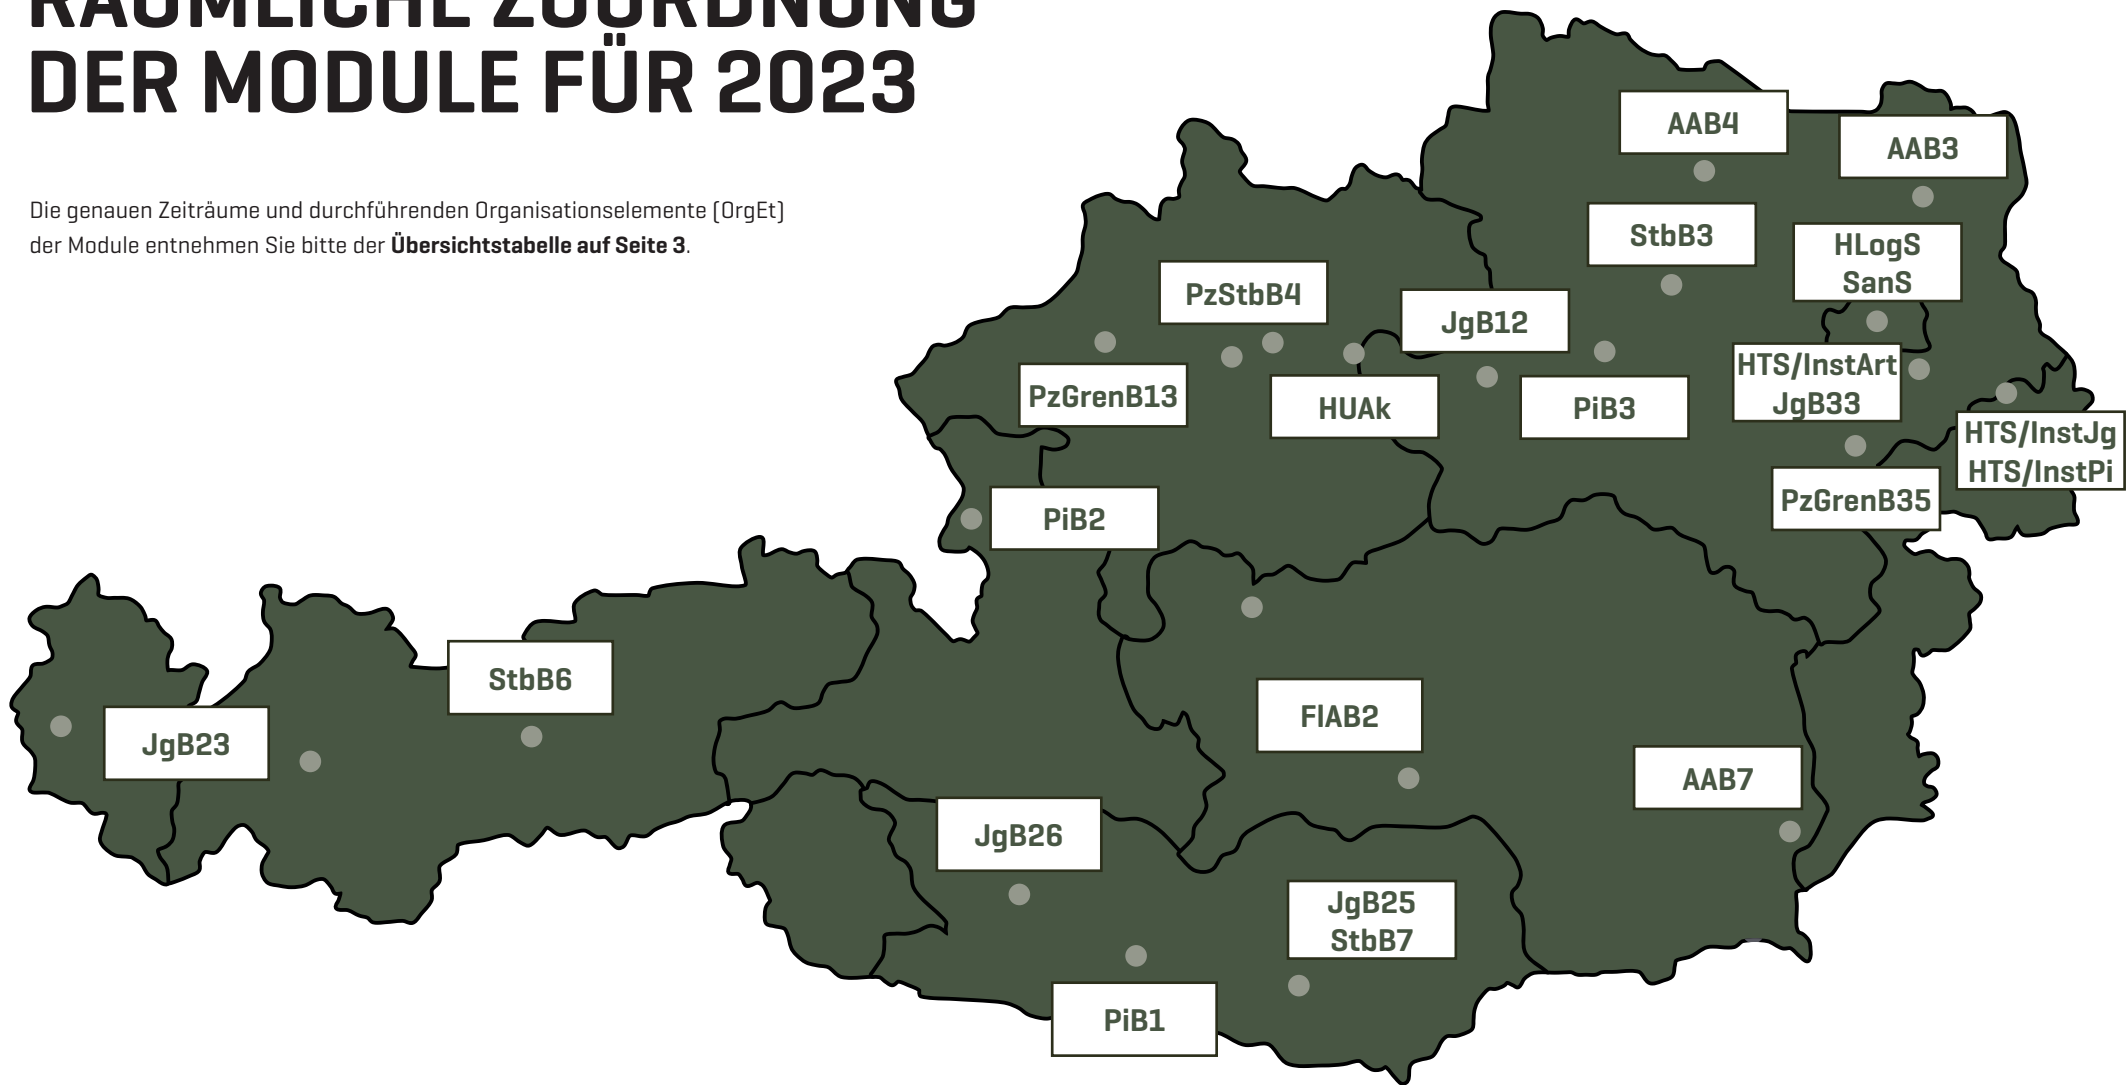 RÄUMLICHE ZUORDNUNG
DER MODULE FÜR 2023
Die genauen Zeiträume und durchführenden Organisationselemente (OrgEt)
der Module entnehmen Sie bitte der Übersichtstabelle auf Seite 3.
AAB4
AAB3
StbB3
HLogS
SanS
PzStbB4
JgB12
HTS/InstArt
JgB33
PzGrenB13
HUAk
PiB3
HTS/InstJg
HTS/InstPi
PzGrenB35
PiB2
StbB6
FlAB2
JgB23
AAB7
JgB26
JgB25
StbB7
PiB1